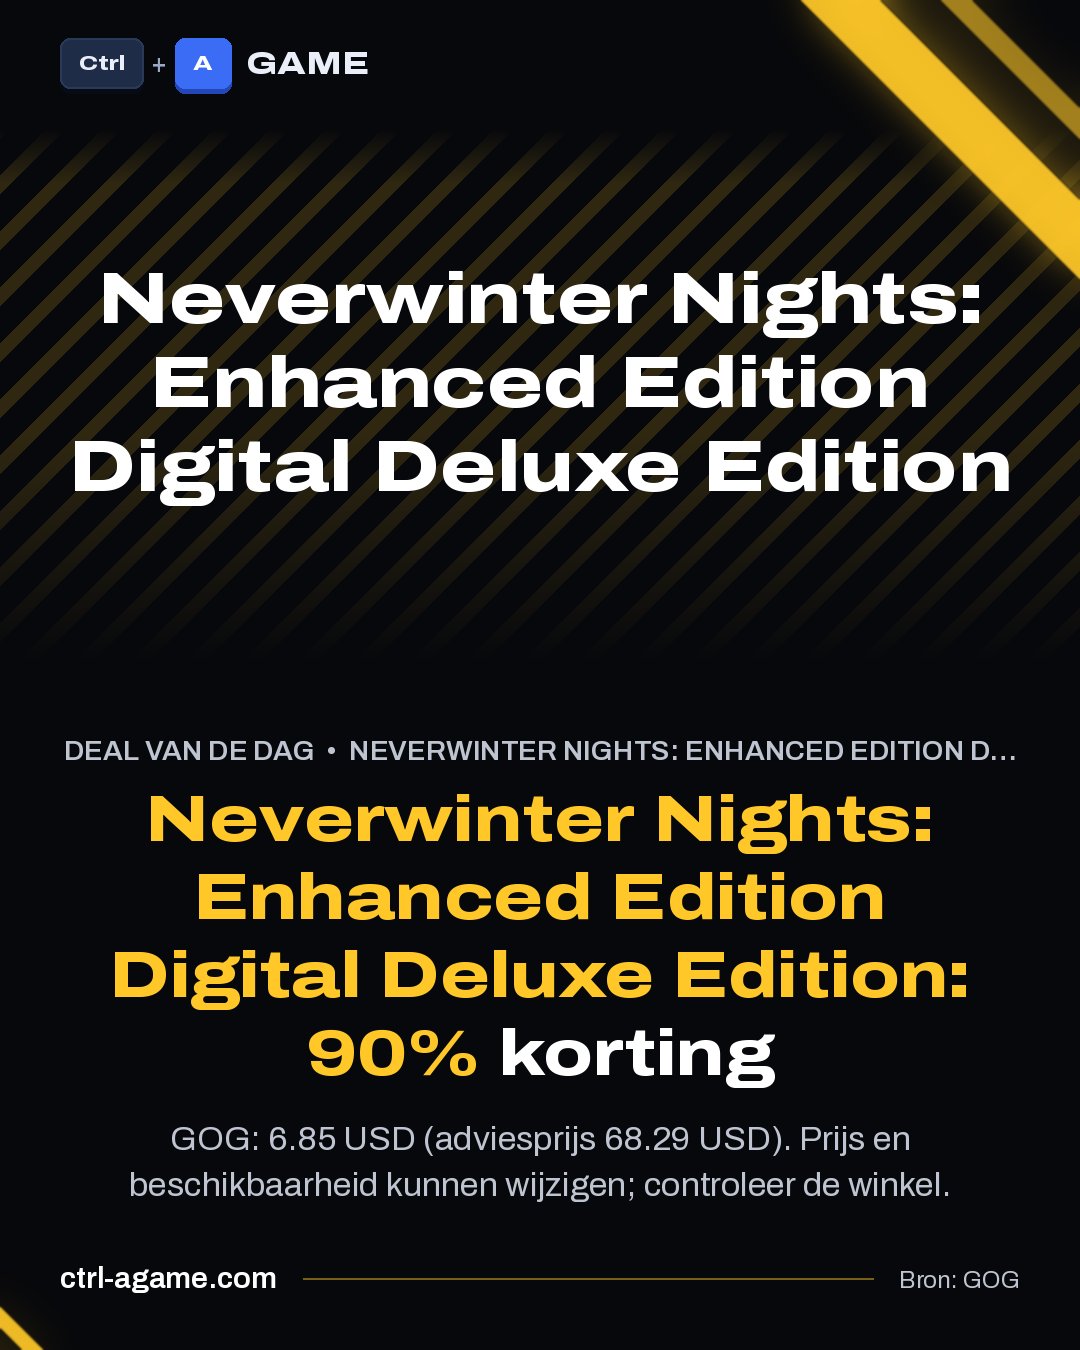 Ctrl + A GAME
Neverwinter Nights:
Enhanced Edition
Digital Deluxe Edition
DEAL VAN DE DAG • NEVERWINTER NIGHTS: ENHANCED EDITION D...
Neverwinter Nights:
Enhanced Edition
Digital Deluxe Edition:
90% korting
GOG: 6.85 USD (adviesprijs 68.29 USD). Prijs en
beschikbaarheid kunnen wijzigen; controleer de winkel.
ctrl-agame.com
Bron: GOG